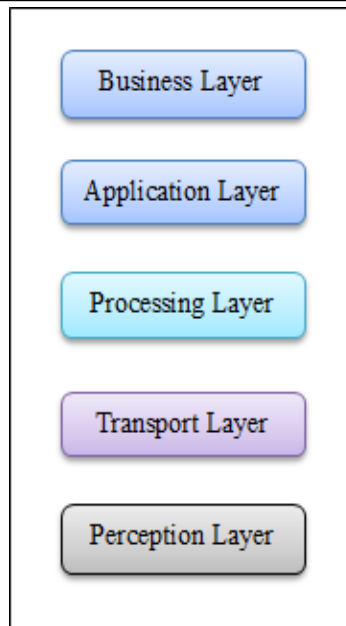 Business Layer
Application Layer
Processing Layer
Transport Layer
Perception Layer